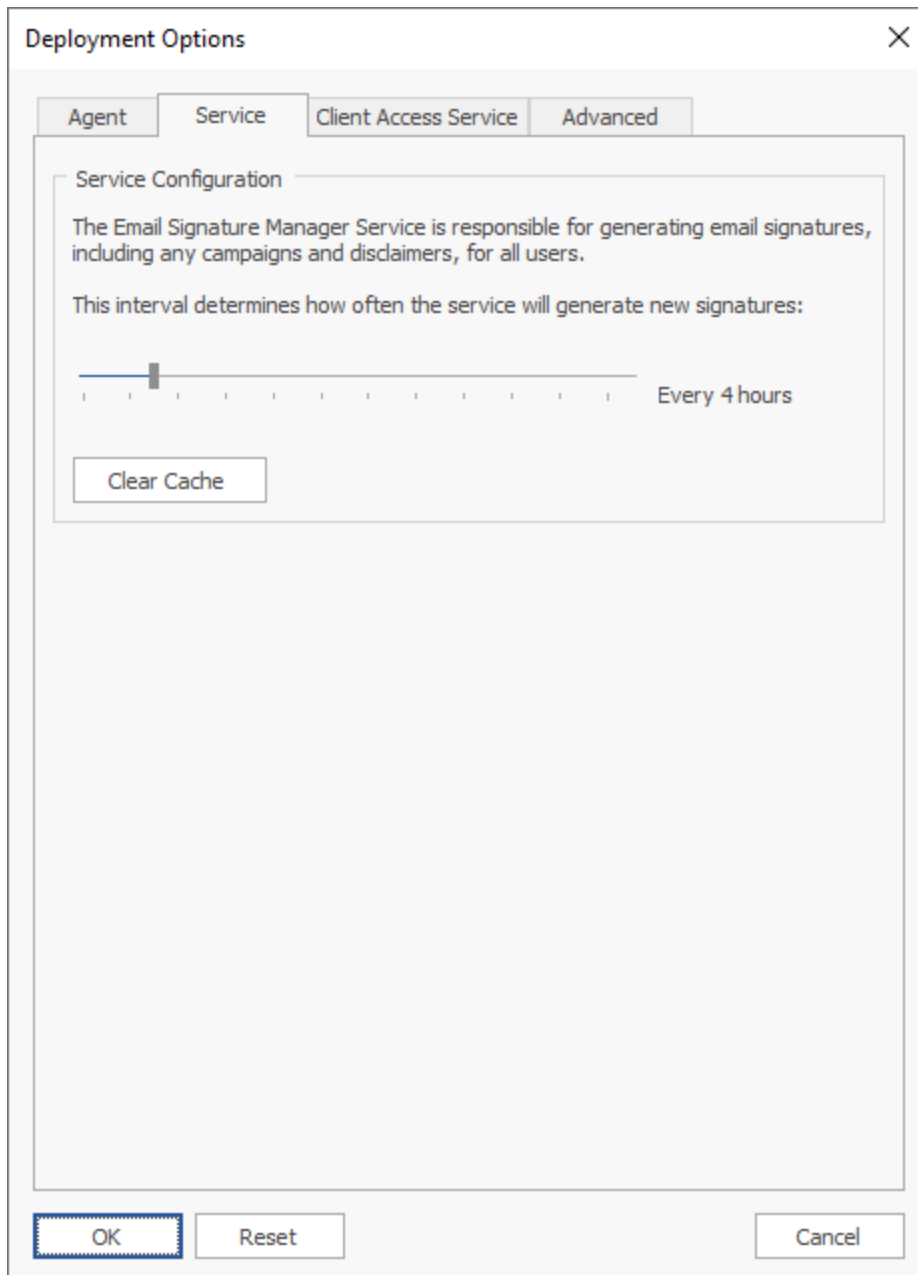 Deployment Options
Agent
Service
Client Access Service
Advanced
Service Configuration
The Email Signature Manager Service is responsible for generating email signatures,
including any campaigns and disclaimers, for all users.
This interval determines how often the service will generate new signatures:
Every 4 hours
Clear Cache
OK
Reset
Cancel